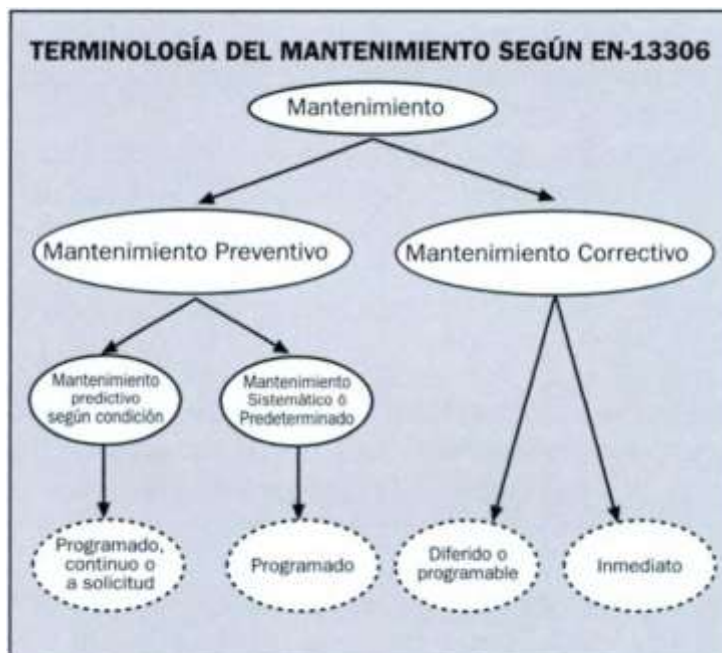 TERMINOLOGÍA DEL MANTENIMIENTO SEGÚN EN-13306
Mantenimiento
Mantenimiento Preventivo
Mantenimiento Correctivo
Mantenimiento
predictivo
según condición
Mantenimiento
Sistemático ó
Predeterminado
Programado,
continuo o
a solicitud
Programado
Diferido o
programable
Inmediato